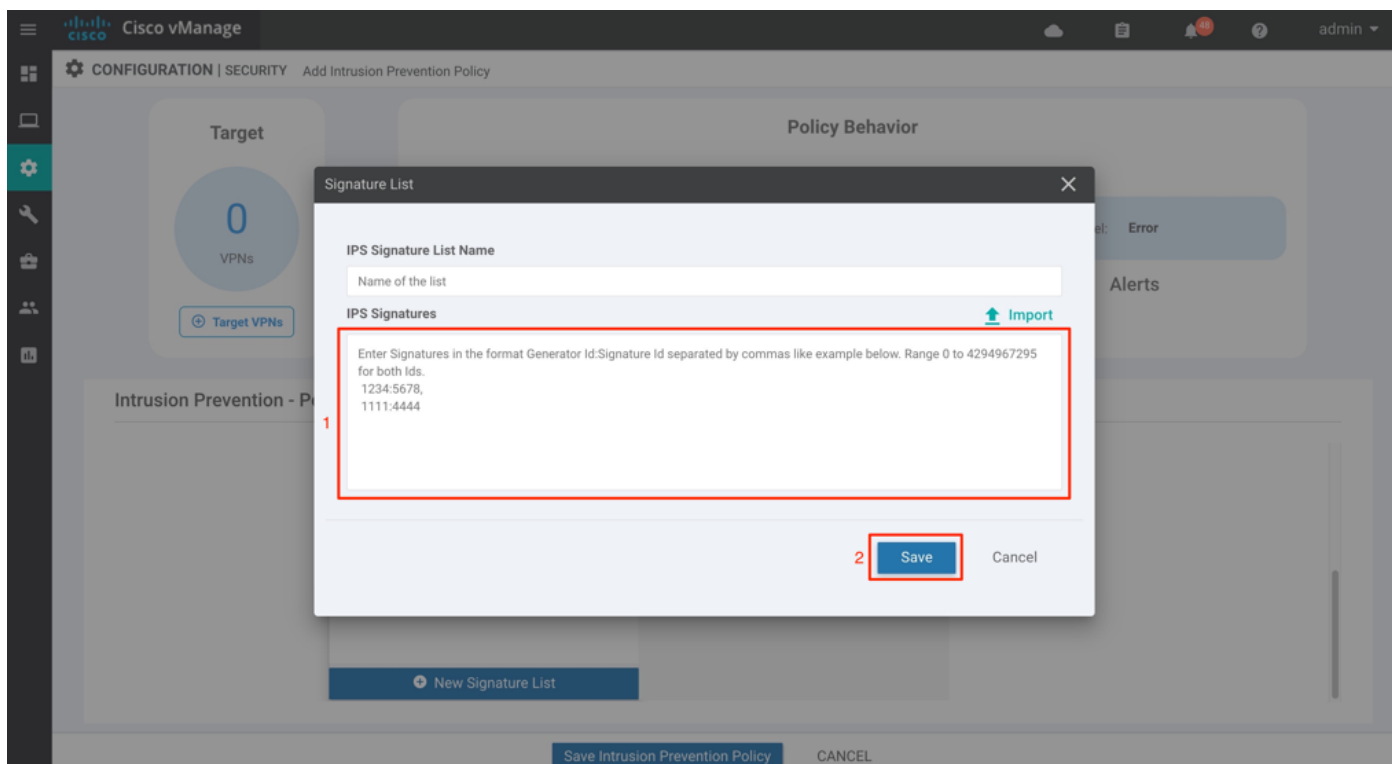 cisco Cisco vManage
48
admin
CONFIGURATION | SECURITY Add Intrusion Prevention Policy
Target
Policy Behavior
Signature List
0
VPNs
el: Error
IPS Signature List Name
Name of the list
Alerts
Target VPNs
IPS Signatures
Import
Enter Signatures in the format Generator Id:Signature Id separated by commas like example below. Range 0 to 4294967295
for both Ids.
1234:5678,
1111:4444
Intrusion Prevention - P
1
2
Save
Cancel
New Signature List
Save Intrusion Prevention Policy
CANCEL